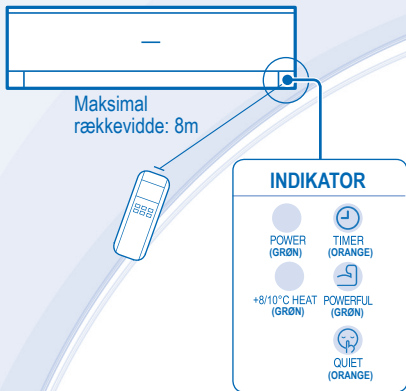 Maksimal
rækkevidde: 8m
INDIKATOR
POWER
(GRØN)
TIMER
(ORANGE)
+8/10°C HEAT
(GRØN)
POWERFUL
(GRØN)
QUIET
(ORANGE)